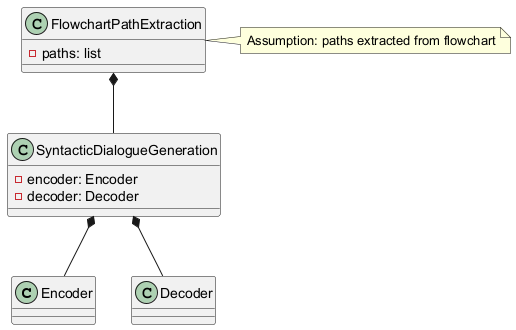 C FlowchartPathExtraction
paths: list
Assumption: paths extracted from flowchart
C SyntacticDialogueGeneration
encoder: Encoder
decoder: Decoder
C Encoder
C Decoder